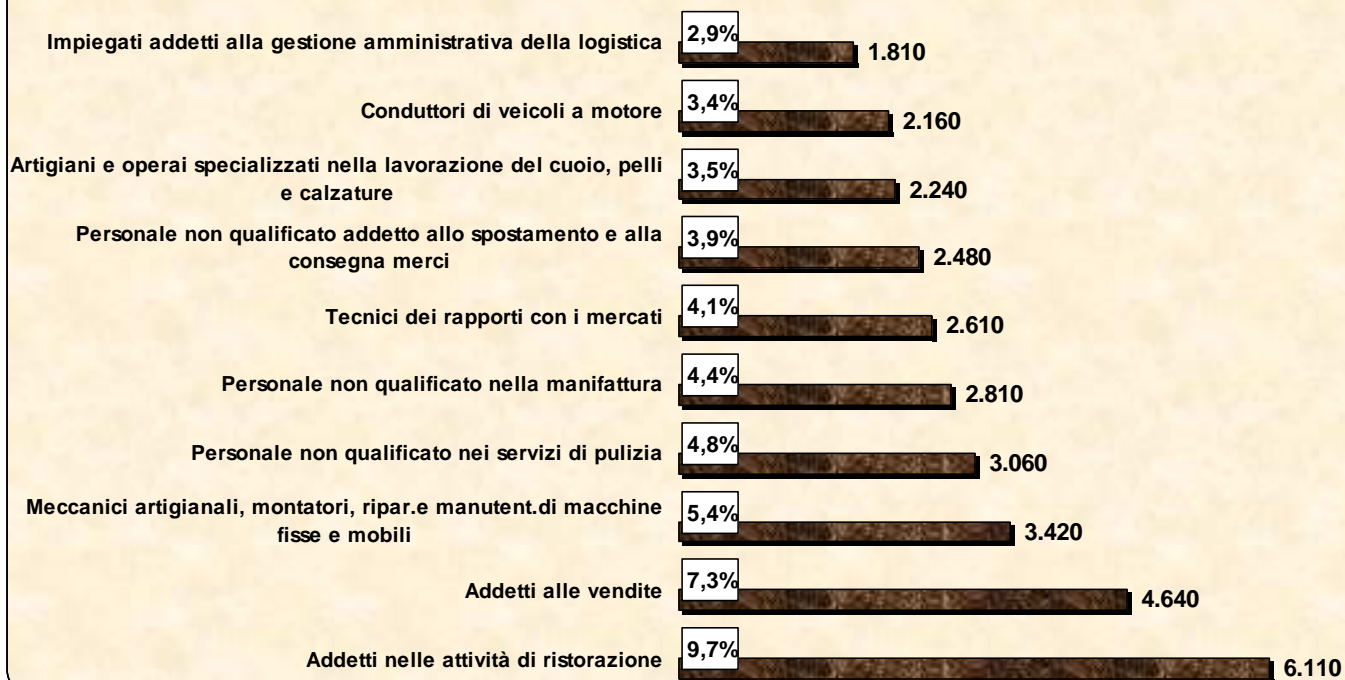 Impiegati addetti alla gestione amministrativa della logistica 2,9% 1.810
Conduttori di veicoli a motore 3,4% 2.160
Artigiani e operai specializzati nella lavorazione del cuoio, pelli
e calzature 3,5% 2.240
Personale non qualificato addetto allo spostamento e alla
consegna merci 3,9% 2.480
Tecnici dei rapporti con i mercati 4,1% 2.610
Personale non qualificato nella manifattura 4,4% 2.810
Personale non qualificato nei servizi di pulizia 4,8% 3.060
Meccanici artigianali, montatori, ripar.e manutent.di macchine
fisse e mobili 5,4% 3.420
Addetti alle vendite 7,3% 4.640
Addetti nelle attività di ristorazione 9,7% 6.110